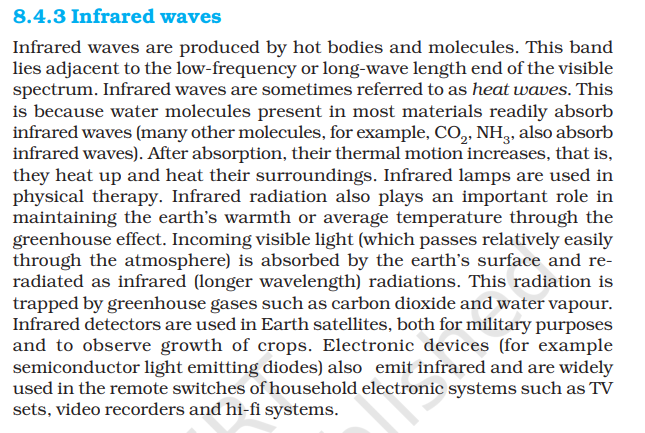 8.4.3 Infrared waves
Infrared waves are produced by hot bodies and molecules. This band
lies adjacent to the low-frequency or long-wave length end of the visible
spectrum. Infrared waves are sometimes referred to as heat waves. This
is because water molecules present in most materials readily absorb
infrared waves (many other molecules, for example, CO₂, NH₃, also absorb
infrared waves). After absorption, their thermal motion increases, that is,
they heat up and heat their surroundings. Infrared lamps are used in
physical therapy. Infrared radiation also plays an important role in
maintaining the earth’s warmth or average temperature through the
greenhouse effect. Incoming visible light (which passes relatively easily
through the atmosphere) is absorbed by the earth’s surface and re-
radiated as infrared (longer wavelength) radiations. This radiation is
trapped by greenhouse gases such as carbon dioxide and water vapour.
Infrared detectors are used in Earth satellites, both for military purposes
and to observe growth of crops. Electronic devices (for example
semiconductor light emitting diodes) also emit infrared and are widely
used in the remote switches of household electronic systems such as TV
sets, video recorders and hi-fi systems.